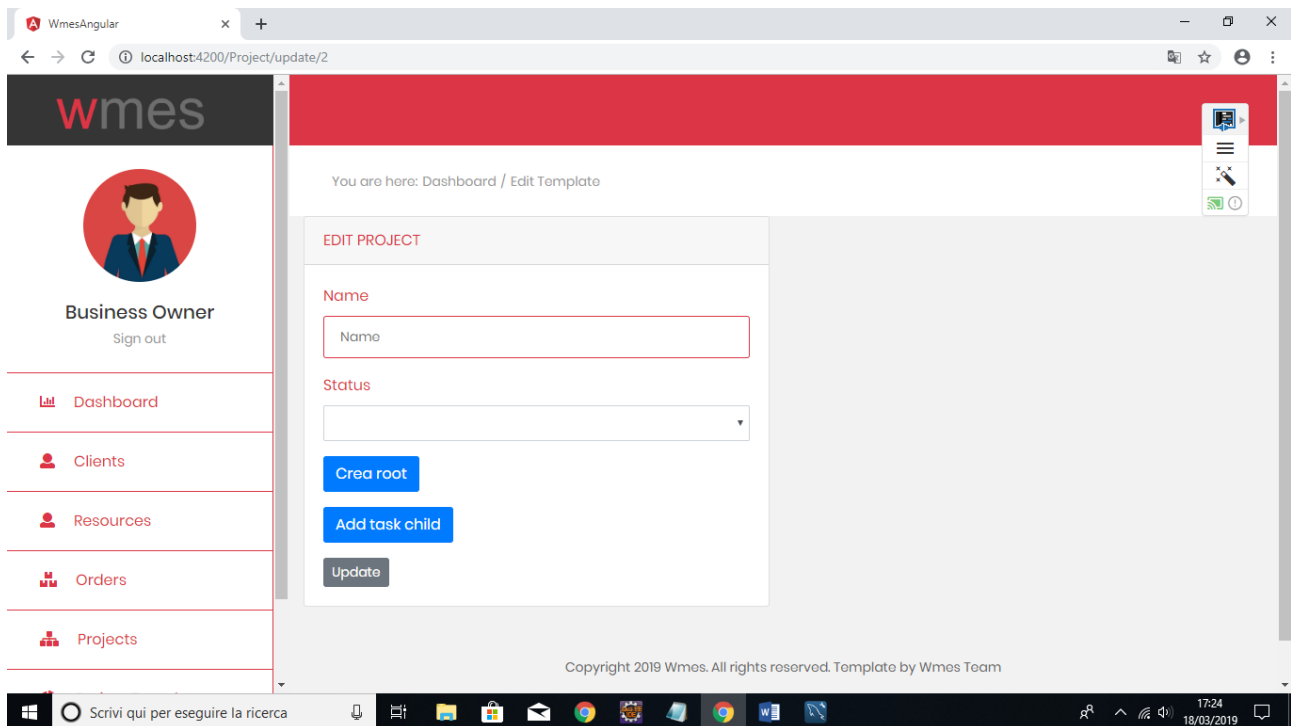 WmesAngular
localhost:4200/Project/update/2
wmes
You are here: Dashboard / Edit Template
Business Owner
Sign out
Dashboard
Clients
Resources
Orders
Projects
EDIT PROJECT
Name
Name
Status
Crea root
Add task child
Update
Copyright 2019 Wmes. All rights reserved. Template by Wmes Team
Scrivi qui per eseguire la ricerca
17:24
18/03/2019